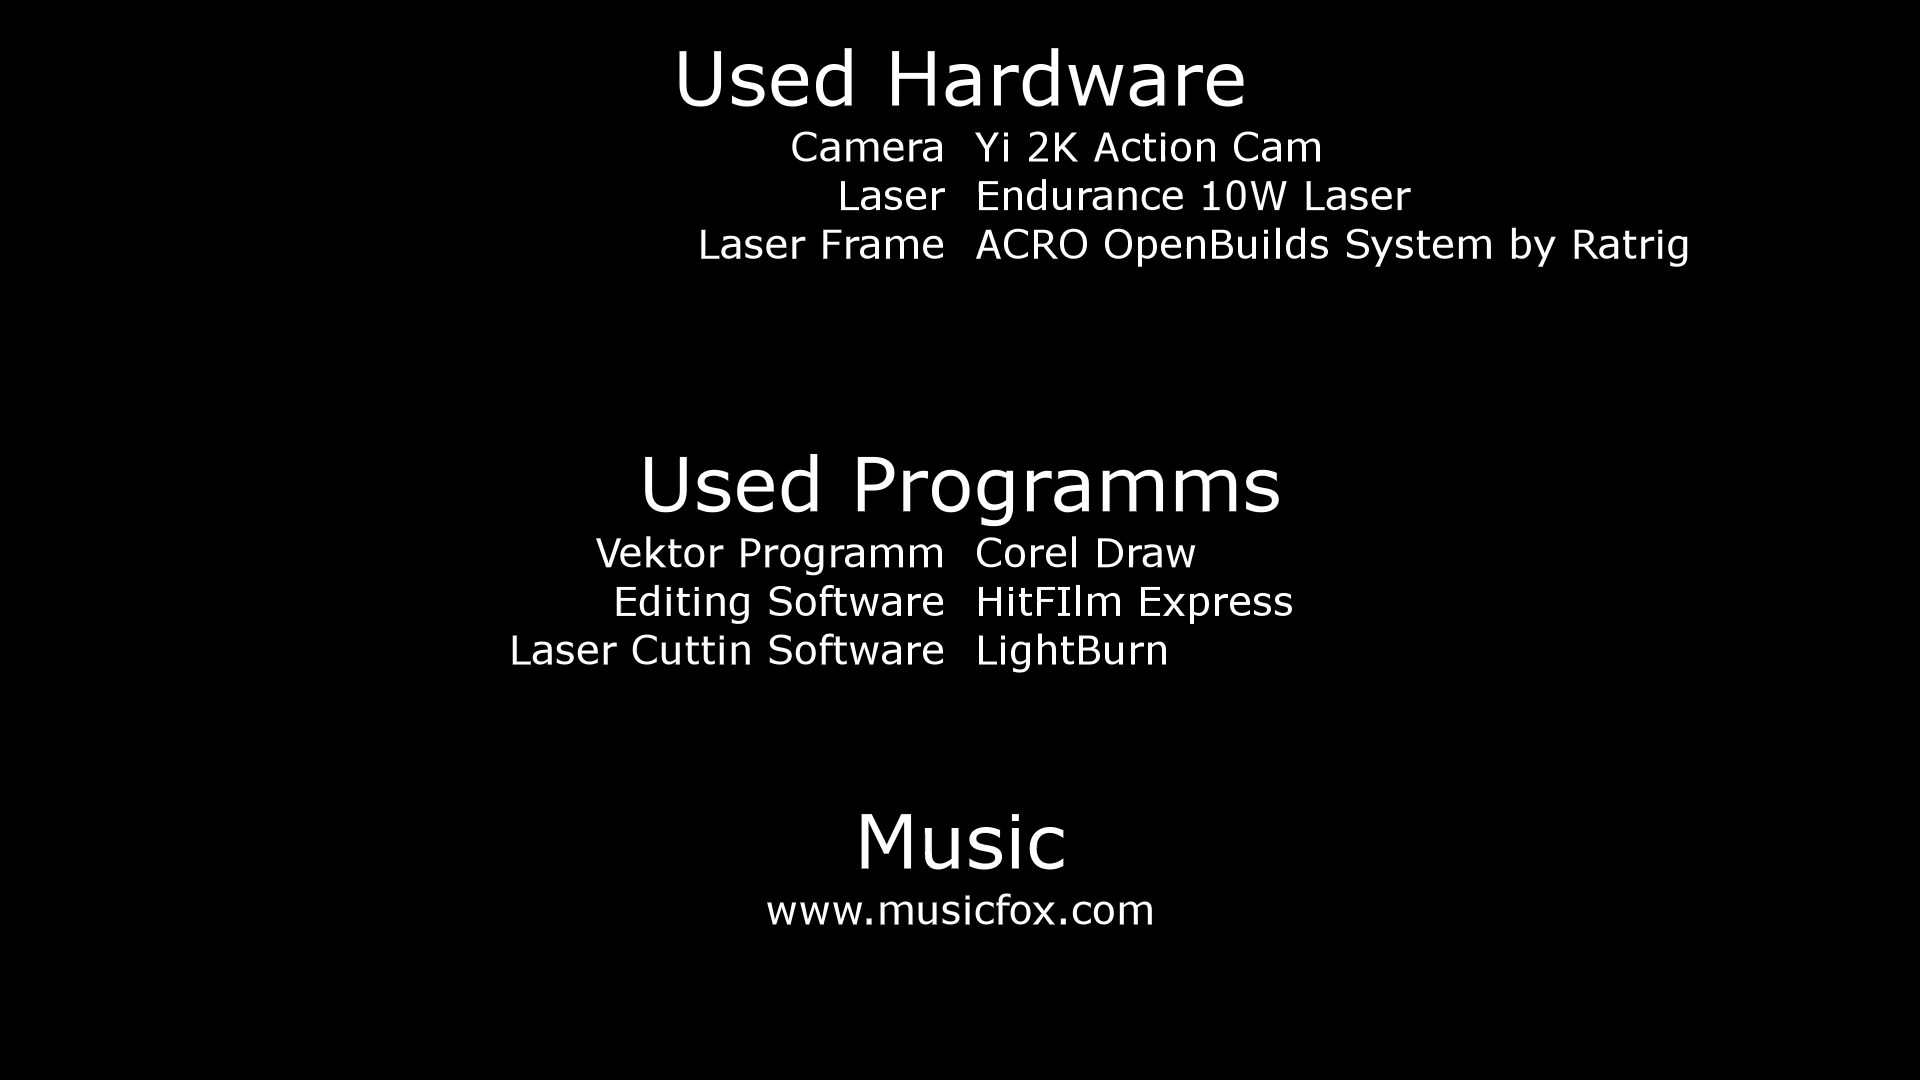 Used Hardware
Camera Yi 2K Action Cam
Laser Endurance 10W Laser
Laser Frame ACRO OpenBuilds System by Ratrig
Used Programms
Vektor Programm Corel Draw
Editing Software HitFIlm Express
Laser Cuttin Software LightBurn
Music
www.musicfox.com